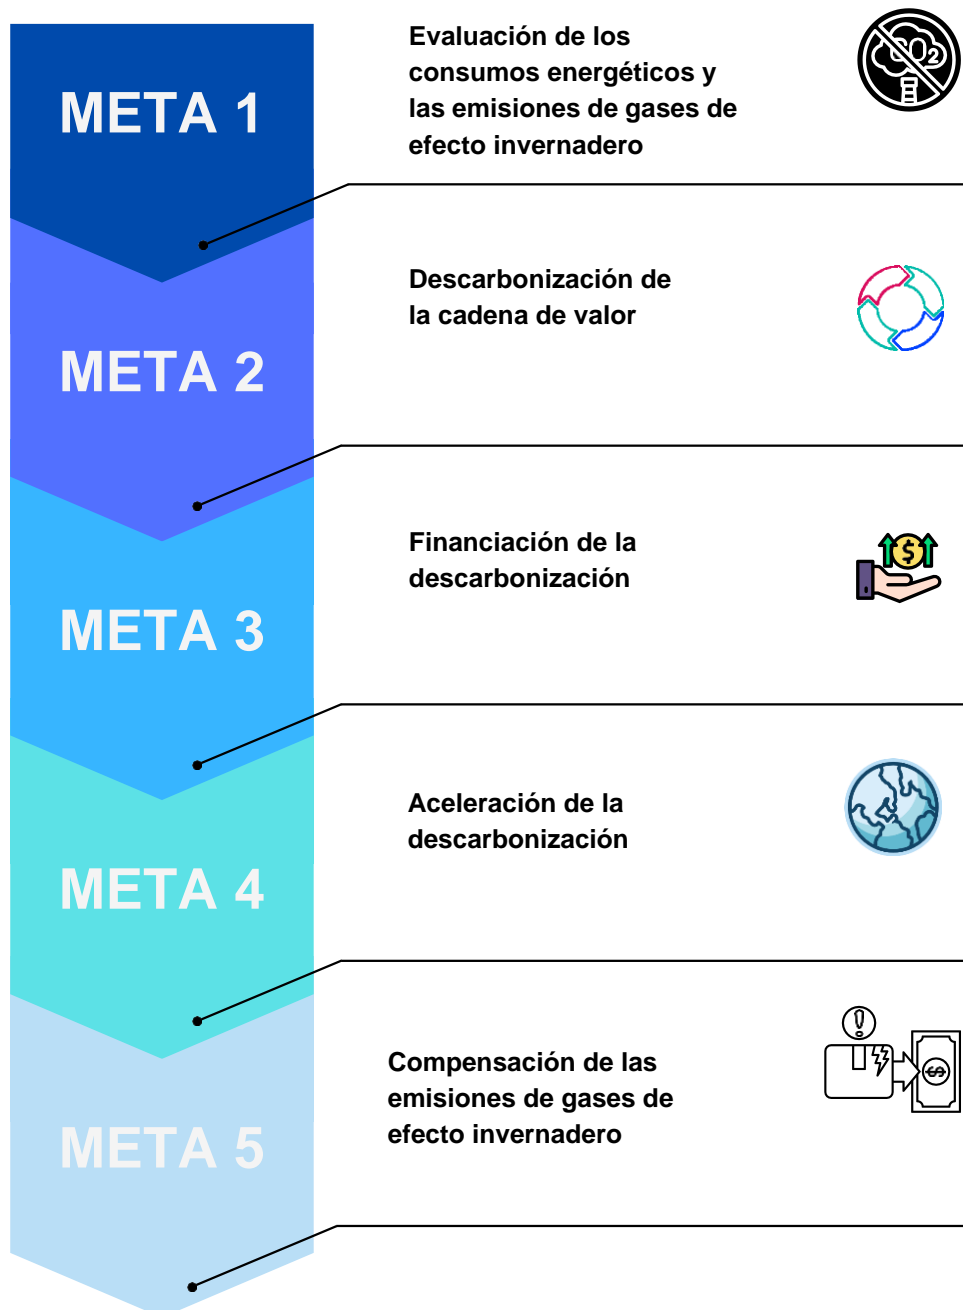 META 1
Evaluación de los
consumos energéticos y
las emisiones de gases de
efecto invernadero
CO2
META 2
Descarbonización de
la cadena de valor
META 3
Financiación de la
descarbonización
$
META 4
Aceleración de la
descarbonización
META 5
Compensación de las
emisiones de gases de
efecto invernadero
!
$